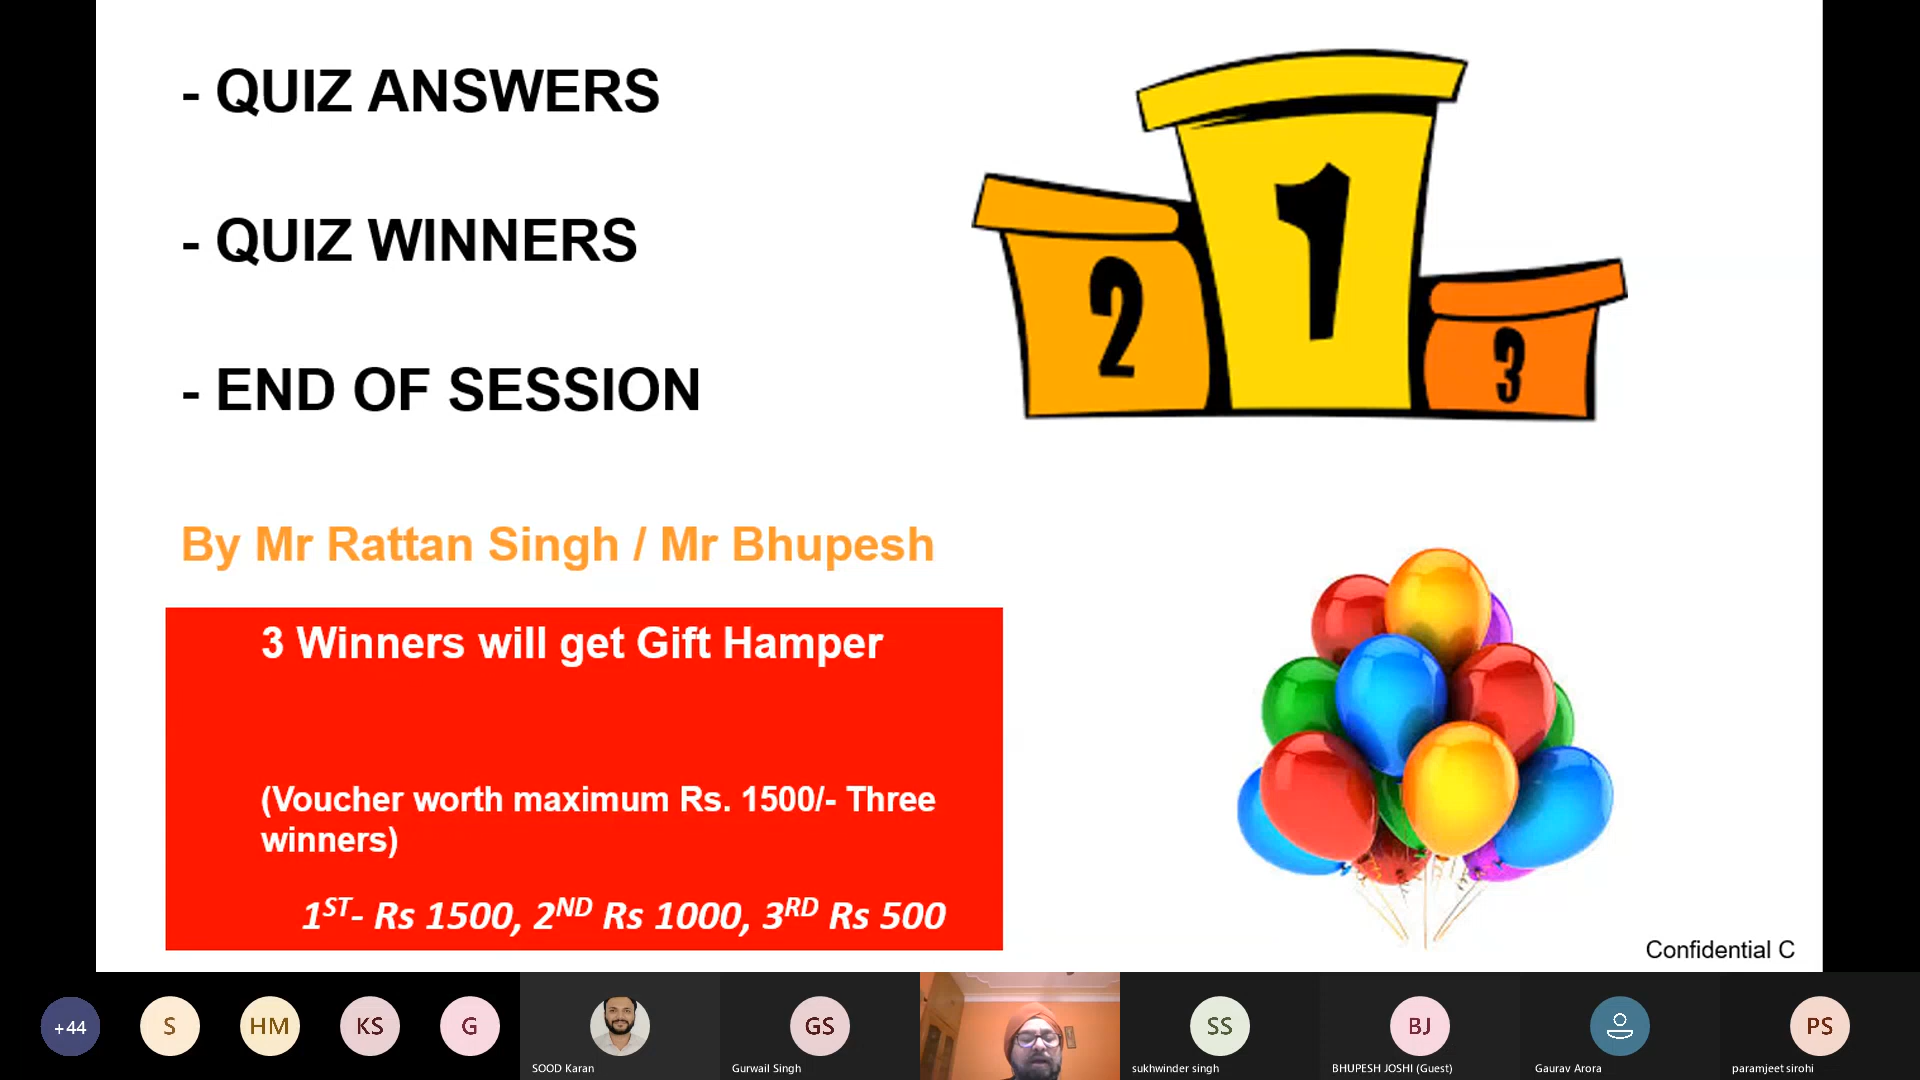 - QUIZ ANSWERS
- QUIZ WINNERS
- END OF SESSION
2
1
3
By Mr Rattan Singh / Mr Bhupesh
3 Winners will get Gift Hamper
(Voucher worth maximum Rs. 1500/- Three
winners)
1ST- Rs 1500, 2ND Rs 1000, 3RD Rs 500
Confidential C
+44
S
HM
KS
G
SOOD Karan
GS
Gurwail Singh
SS
sukhwinder singh
BJ
BHUPESH JOSHI (Guest)
Gaurav Arora
PS
paramjeet sirohi